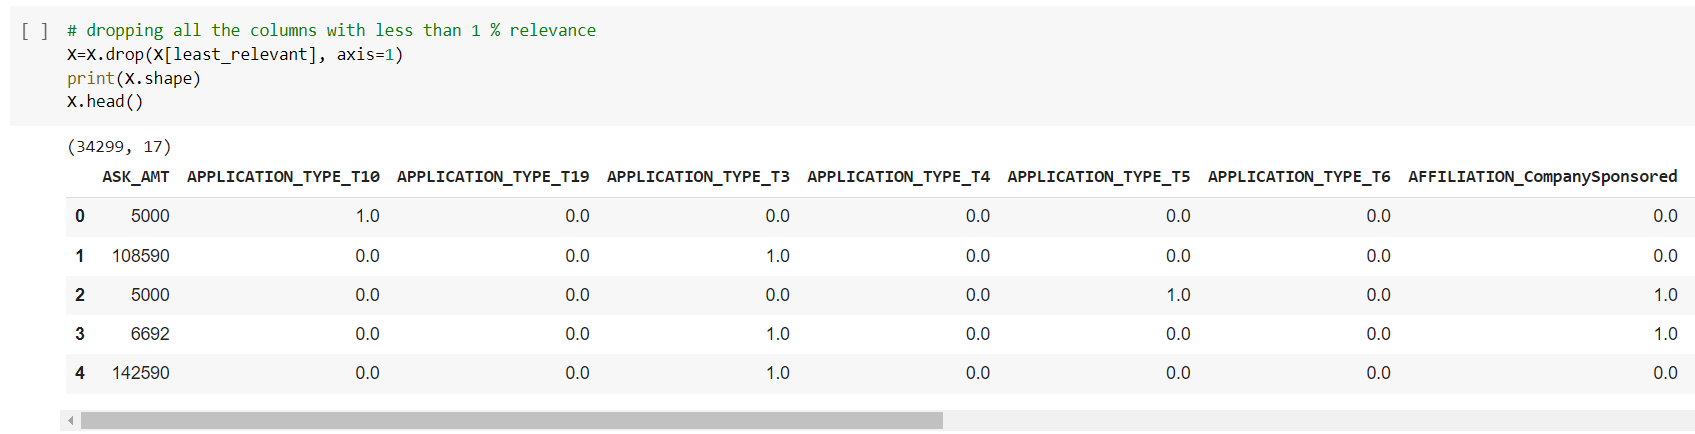 [ ] # dropping all the columns with less than 1 % relevance
X=X.drop(X[least_relevant], axis=1)
print(X.shape)
X.head()
(34299, 17)
ASK_AMT APPLICATION_TYPE_T10 APPLICATION_TYPE_T19 APPLICATION_TYPE_T3 APPLICATION_TYPE_T4 APPLICATION_TYPE_T5 APPLICATION_TYPE_T6 AFFILIATION_CompanySponsored
0 5000 1.0 0.0 0.0 0.0 0.0 0.0 0.0
1 108590 0.0 0.0 1.0 0.0 0.0 0.0 0.0
2 5000 0.0 0.0 0.0 0.0 1.0 0.0 1.0
3 6692 0.0 0.0 1.0 0.0 0.0 0.0 1.0
4 142590 0.0 0.0 1.0 0.0 0.0 0.0 0.0